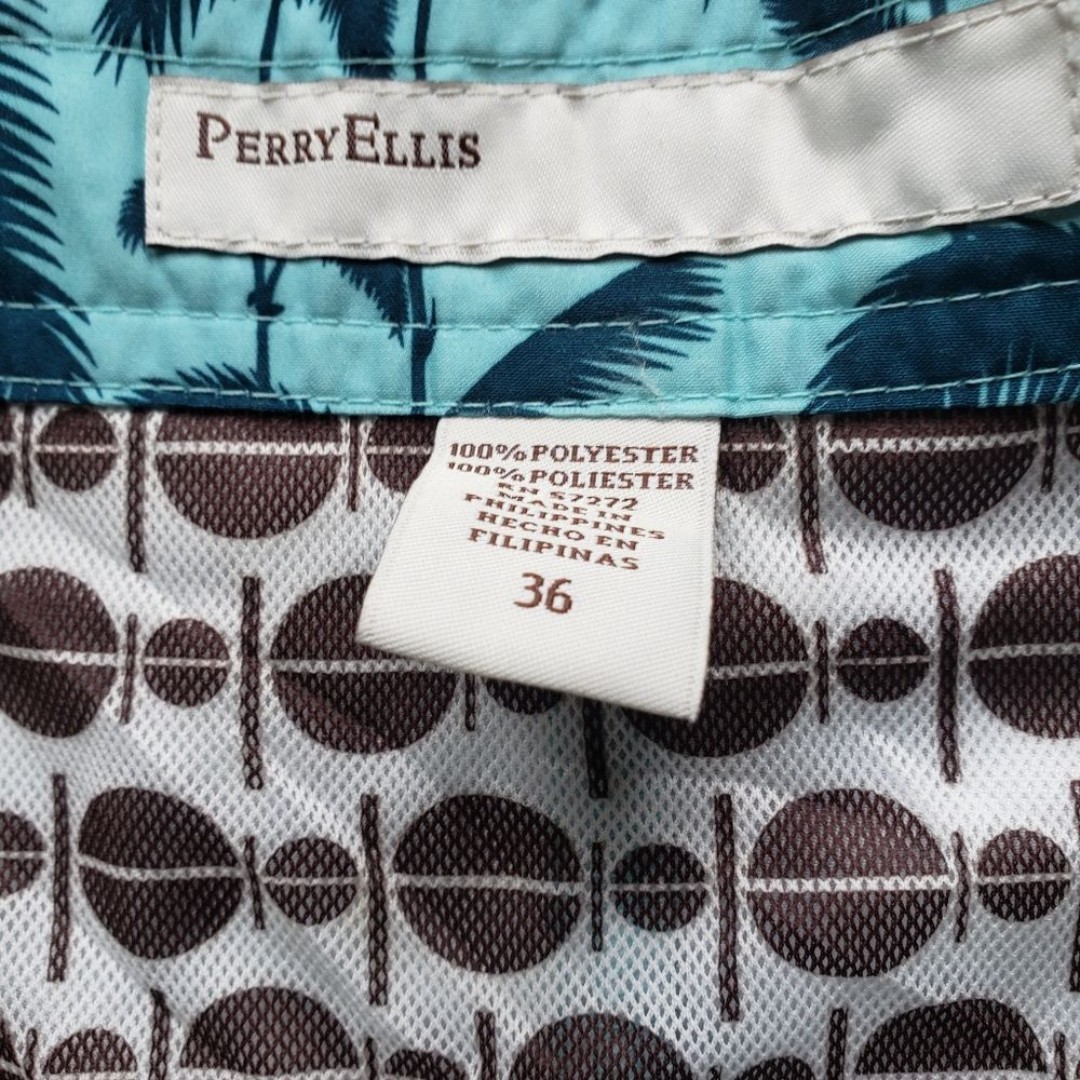 PERRY ELLIS
100% POLYESTER
100% POLIESTER
RN 57272
MADE IN
PHILIPPINES
HECHO EN
FILIPINAS
36